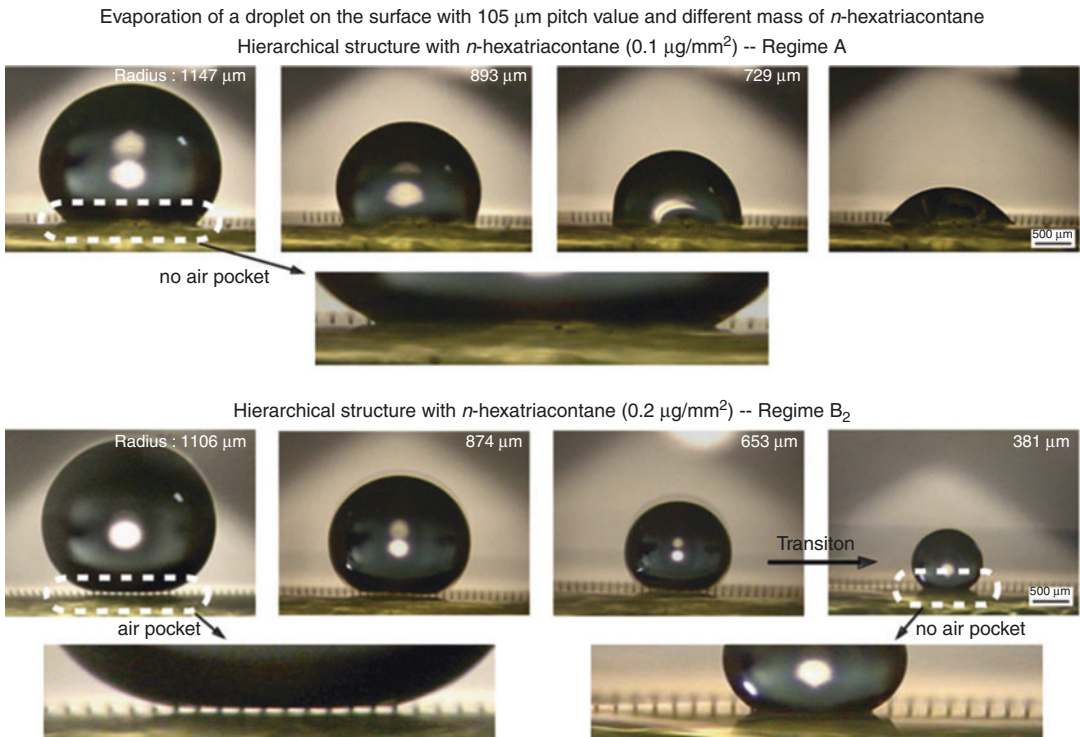 Evaporation of a droplet on the surface with 105 μm pitch value and different mass of n-hexatriacontane
Hierarchical structure with n-hexatriacontane (0.1 μg/mm²) -- Regime A
Radius : 1147 μm
893 μm
729 μm
500 μm
no air pocket
Hierarchical structure with n-hexatriacontane (0.2 μg/mm²) -- Regime B₂
Radius : 1106 μm
874 μm
653 μm
381 μm
Transiton
500 μm
air pocket
no air pocket